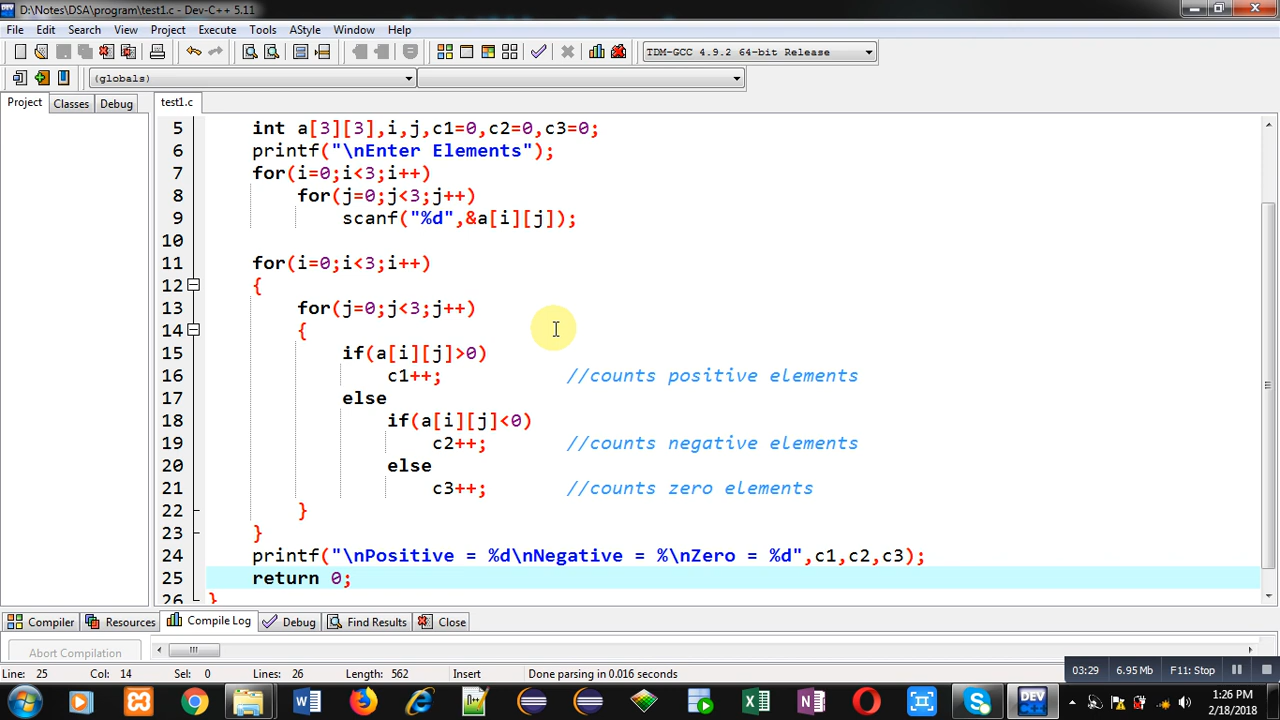 D:\Notes\DSA\program\test1.c - Dev-C++ 5.11
File Edit Search View Project Execute Tools AStyle Window Help
TDM-GCC 4.9.2 64-bit Release
(globals)
Project Classes Debug test1.c
5 int a[3][3],i,j,c1=0,c2=0,c3=0;
6 printf("\nEnter Elements");
7 for(i=0;i<3;i++)
8 for(j=0;j<3;j++)
9 scanf("%d",&a[i][j]);
10
11 for(i=0;i<3;i++)
12 {
13 for(j=0;j<3;j++)
14 {
15 if(a[i][j]>0)
16 c1++; //counts positive elements
17 else
18 if(a[i][j]<0)
19 c2++; //counts negative elements
20 else
21 c3++; //counts zero elements
22 }
23 }
24 printf("\nPositive = %d\nNegative = %\nZero = %d",c1,c2,c3);
25 return 0;
26 }
Compiler Resources Compile Log Debug Find Results Close
Abort Compilation
Line: 25 Col: 14 Sel: 0 Lines: 26 Length: 562 Insert Done parsing in 0.016 seconds
03:29 6.95 Mb F11: Stop
1:26 PM
2/18/2018